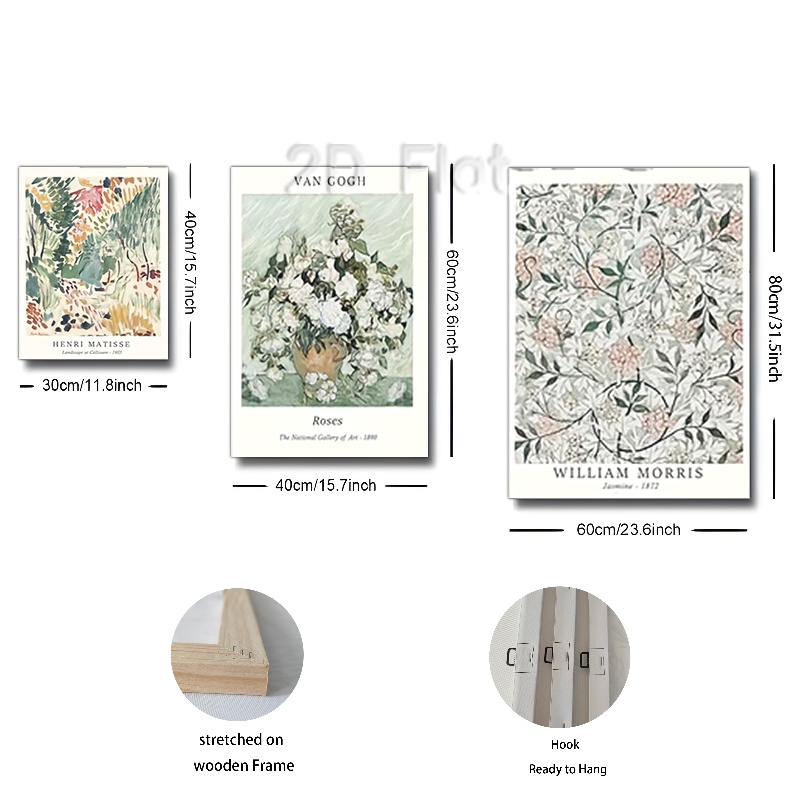 2D Flat
VAN GOGH
HENRI MATISSE
Landscape at Collioure - 1905
40cm/15.7inch
30cm/11.8inch
Roses
The National Gallery of Art - 1890
60cm/23.6inch
40cm/15.7inch
WILLIAM MORRIS
Jasmine - 1872
80cm/31.5inch
60cm/23.6inch
stretched on
wooden Frame
Hook
Ready to Hang